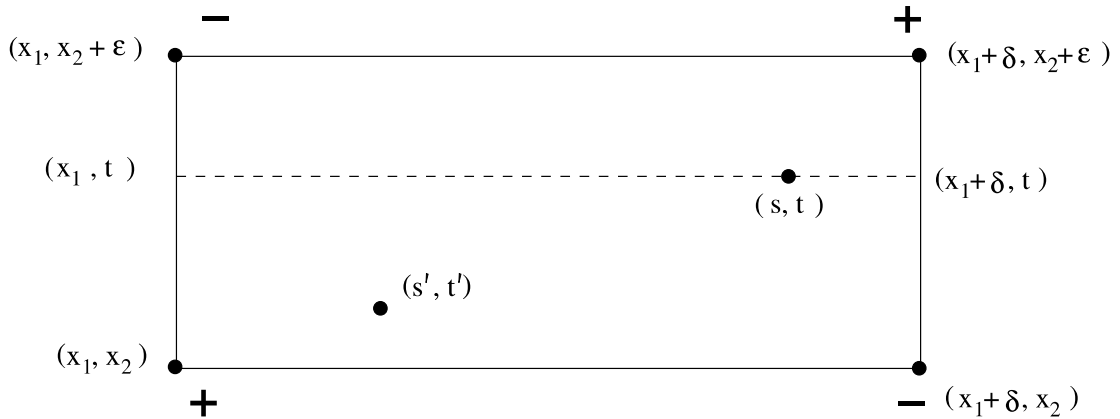 − +
(x₁, x₂ + ε) (x₁+ δ, x₂+ε )
(x₁ , t ) (x₁+ δ, t )
( s, t )
(s′, t′)
(x₁, x₂)
+ − (x₁+ δ, x₂)